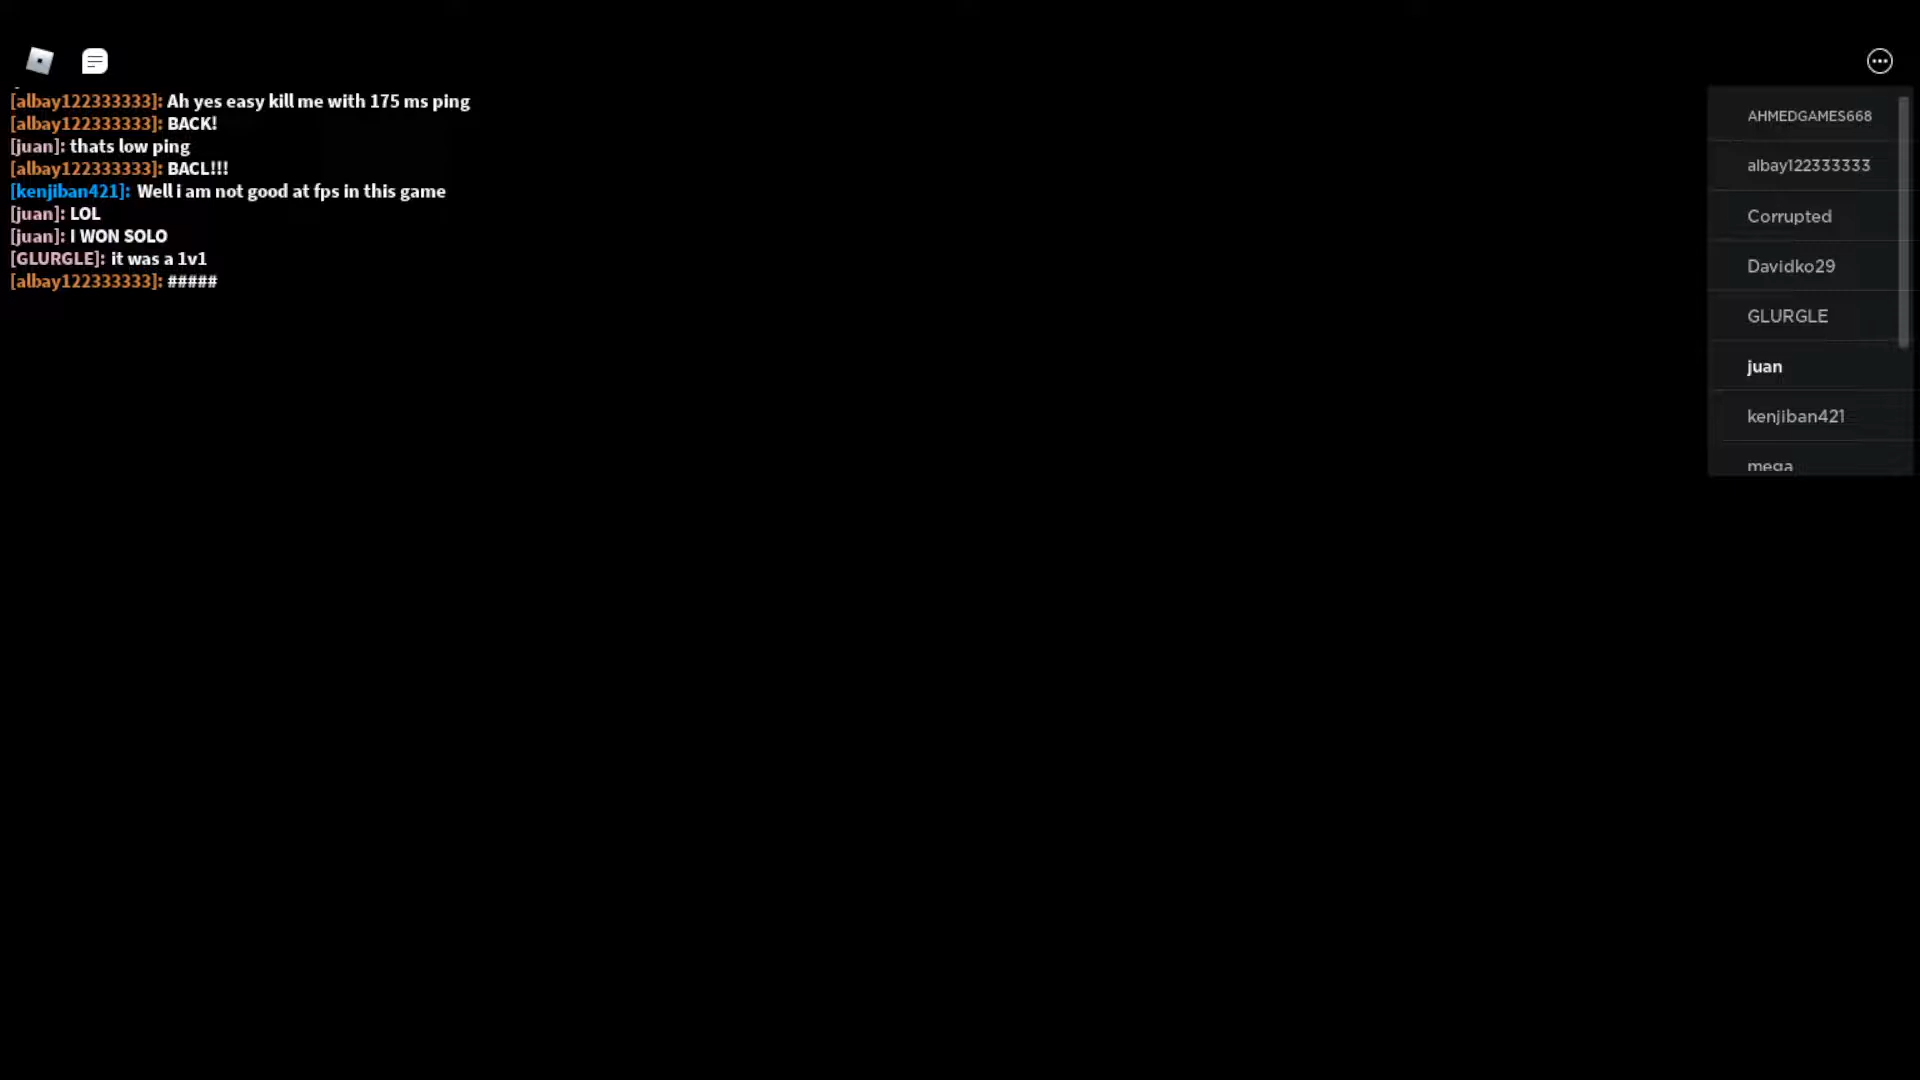 [albay122333333]: Ah yes easy kill me with 175 ms ping
[albay122333333]: BACK!
[juan]: thats low ping
[albay122333333]: BACL!!!
[kenjiban421]: Well i am not good at fps in this game
[juan]: LOL
[juan]: I WON SOLO
[GLURGLE]: it was a 1v1
[albay122333333]: #####
AHMEDGAMES668
albay122333333
Corrupted
Davidko29
GLURGLE
juan
kenjiban421
mega